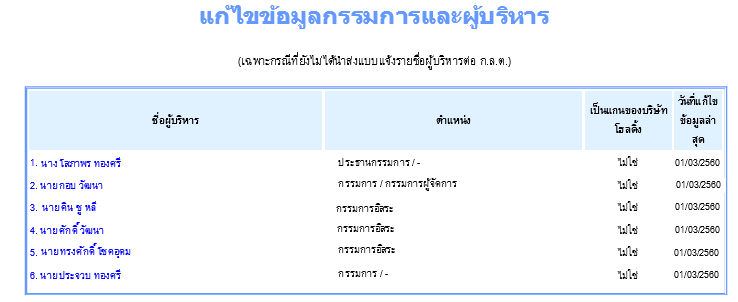 แก้ไขข้อมูลกรรมการและผู้บริหาร
(เฉพาะกรณีที่ยังไม่ได้นำส่งแบบแจ้งรายชื่อผู้บริหารต่อ ก.ล.ต.)
ชื่อผู้บริหาร ตำแหน่ง เป็นแกนของบริษัทโฮลดิ้ง วันที่แก้ไขข้อมูลล่าสุด
1. นาง โสภาพร ทองศรี ประธานกรรมการ / - ไม่ใช่ 01/03/2560
2. นายกอบ วัฒนา กรรมการ / กรรมการผู้จัดการ ไม่ใช่ 01/03/2560
3. นายคิน ชู หลี กรรมการอิสระ ไม่ใช่ 01/03/2560
4. นายศักดิ์ วัฒนา กรรมการอิสระ ไม่ใช่ 01/03/2560
5. นายทรงศักดิ์ โชคอุดม กรรมการอิสระ ไม่ใช่ 01/03/2560
6. นายประจวบ ทองศรี กรรมการ / - ไม่ใช่ 01/03/2560